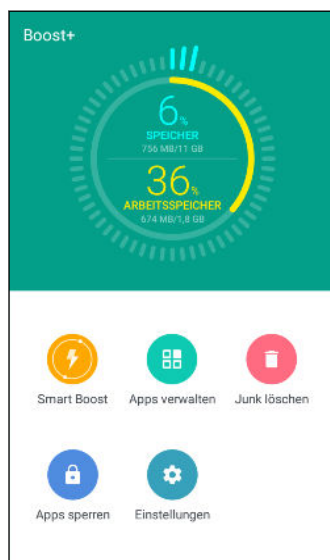 Boost+
6%
SPEICHER
756 MB/11 GB
36%
ARBEITSSPEICHER
674 MB/1,8 GB
Smart Boost
Apps verwalten
Junk löschen
Apps sperren
Einstellungen